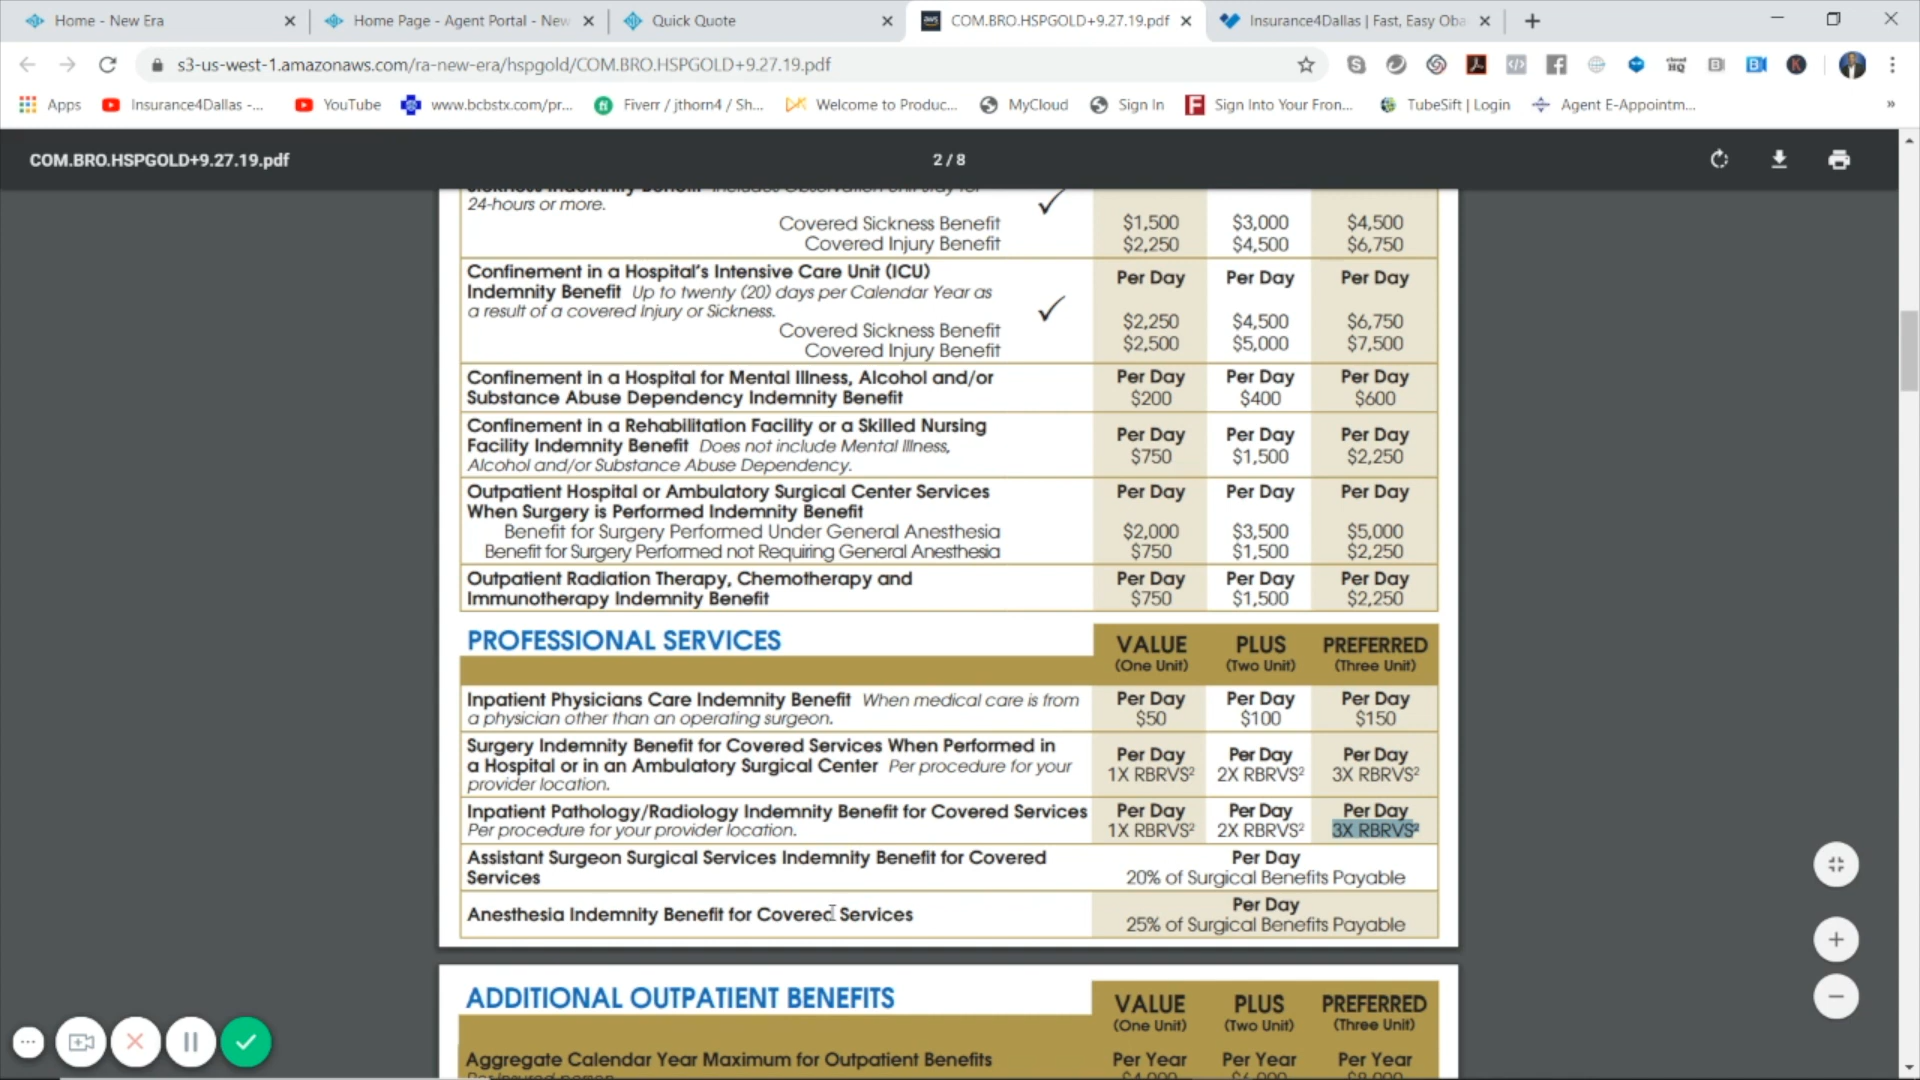 Home - New Era
Home Page - Agent Portal - New
Quick Quote
COM.BRO.HSPGOLD+9.27.19.pdf
Insurance4Dallas | Fast, Easy Oba
s3-us-west-1.amazonaws.com/ra-new-era/hspgold/COM.BRO.HSPGOLD+9.27.19.pdf
Apps
Insurance4Dallas -...
YouTube
www.bcbstx.com/pr...
Fiverr / jthorn4 / Sh...
Welcome to Produc...
MyCloud
Sign In
Sign Into Your Fron...
TubeSift | Login
Agent E-Appointm...
»
COM.BRO.HSPGOLD+9.27.19.pdf
2 / 8
Sickness Indemnity Benefit Includes Observation Unit stay for
24-hours or more.
Covered Sickness Benefit $1,500 $3,000 $4,500
Covered Injury Benefit $2,250 $4,500 $6,750
Confinement in a Hospital's Intensive Care Unit (ICU) Per Day Per Day Per Day
Indemnity Benefit Up to twenty (20) days per Calendar Year as
a result of a covered Injury or Sickness.
Covered Sickness Benefit $2,250 $4,500 $6,750
Covered Injury Benefit $2,500 $5,000 $7,500
Confinement in a Hospital for Mental Illness, Alcohol and/or Per Day Per Day Per Day
Substance Abuse Dependency Indemnity Benefit $200 $400 $600
Confinement in a Rehabilitation Facility or a Skilled Nursing Per Day Per Day Per Day
Facility Indemnity Benefit Does not include Mental Illness, $750 $1,500 $2,250
Alcohol and/or Substance Abuse Dependency.
Outpatient Hospital or Ambulatory Surgical Center Services Per Day Per Day Per Day
When Surgery is Performed Indemnity Benefit
Benefit for Surgery Performed Under General Anesthesia $2,000 $3,500 $5,000
Benefit for Surgery Performed not Requiring General Anesthesia $750 $1,500 $2,250
Outpatient Radiation Therapy, Chemotherapy and Per Day Per Day Per Day
Immunotherapy Indemnity Benefit $750 $1,500 $2,250
PROFESSIONAL SERVICES VALUE PLUS PREFERRED
(One Unit) (Two Unit) (Three Unit)
Inpatient Physicians Care Indemnity Benefit When medical care is from Per Day Per Day Per Day
a physician other than an operating surgeon. $50 $100 $150
Surgery Indemnity Benefit for Covered Services When Performed in Per Day Per Day Per Day
a Hospital or in an Ambulatory Surgical Center Per procedure for your 1X RBRVS² 2X RBRVS² 3X RBRVS²
provider location.
Inpatient Pathology/Radiology Indemnity Benefit for Covered Services Per Day Per Day Per Day
Per procedure for your provider location. 1X RBRVS² 2X RBRVS² 3X RBRVS²
Assistant Surgeon Surgical Services Indemnity Benefit for Covered Per Day
Services 20% of Surgical Benefits Payable
Anesthesia Indemnity Benefit for Covered Services Per Day
25% of Surgical Benefits Payable
ADDITIONAL OUTPATIENT BENEFITS VALUE PLUS PREFERRED
(One Unit) (Two Unit) (Three Unit)
Aggregate Calendar Year Maximum for Outpatient Benefits Per Year Per Year Per Year